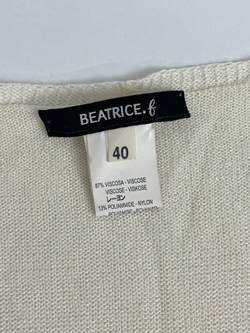 BEATRICE.f
40
87% VISCOSA - VISCOSE
VISCOSE - VISKOSE
レーヨン
13% POLIAMMIDE - NYLON